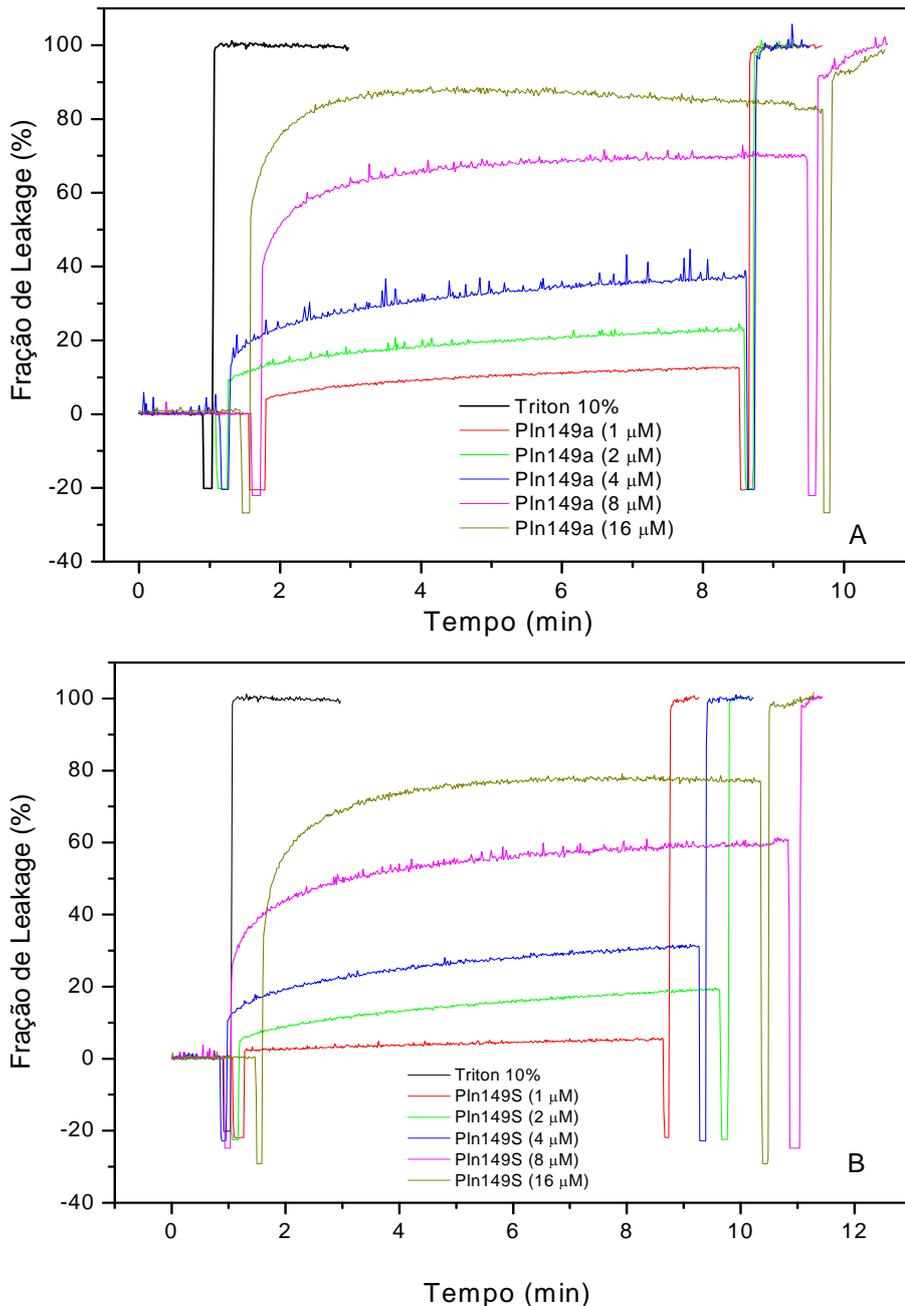 100
80
60
40
20
0
-20
-40
Fração de Leakage (%)
Triton 10%
Pln149a (1 μM)
Pln149a (2 μM)
Pln149a (4 μM)
Pln149a (8 μM)
Pln149a (16 μM)
A
0 2 4 6 8 10
Tempo (min)
100
80
60
40
20
0
-20
-40
Fração de Leakage (%)
Triton 10%
Pln149S (1 μM)
Pln149S (2 μM)
Pln149S (4 μM)
Pln149S (8 μM)
Pln149S (16 μM)
B
0 2 4 6 8 10 12
Tempo (min)